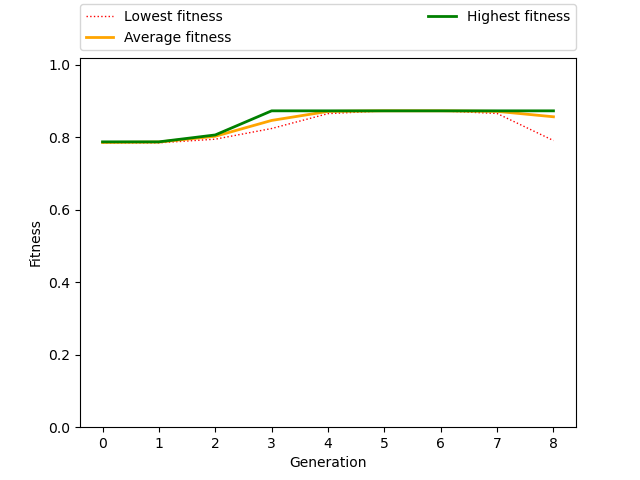 Lowest fitness
Average fitness
Highest fitness
1.0
0.8
0.6
0.4
0.2
0.0
Fitness
0 1 2 3 4 5 6 7 8
Generation